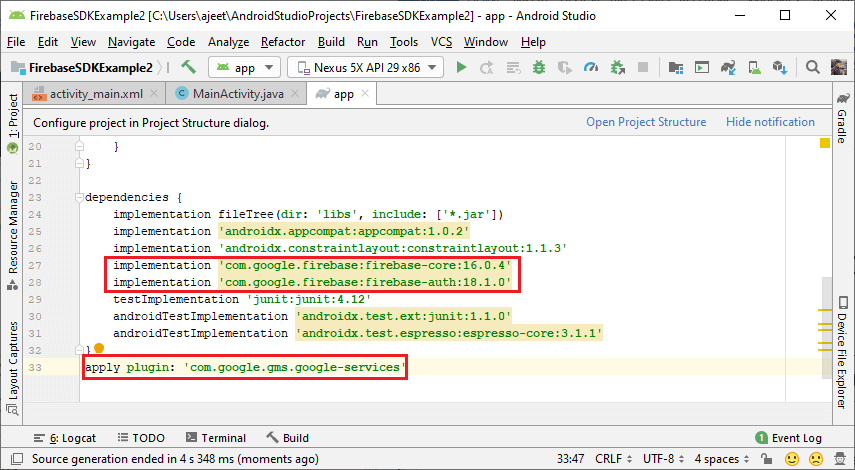 FirebaseSDKExample2 [C:\Users\ajeet\AndroidStudioProjects\FirebaseSDKExample2] - app - Android Studio
File Edit View Navigate Code Analyze Refactor Build Run Tools VCS Window Help
FirebaseSDKExample2 app Nexus 5X API 29 x86
activity_main.xml MainActivity.java app
Configure project in Project Structure dialog. Open Project Structure Hide notification
1: Project
Resource Manager
Layout Captures
20 }
21 }
22
23 dependencies {
24 implementation fileTree(dir: 'libs', include: ['*.jar'])
25 implementation 'androidx.appcompat:appcompat:1.0.2'
26 implementation 'androidx.constraintlayout:constraintlayout:1.1.3'
27 implementation 'com.google.firebase:firebase-core:16.0.4'
28 implementation 'com.google.firebase:firebase-auth:18.1.0'
29 testImplementation 'junit:junit:4.12'
30 androidTestImplementation 'androidx.test.ext:junit:1.1.0'
31 androidTestImplementation 'androidx.test.espresso:espresso-core:3.1.1'
32 }
33 apply plugin: 'com.google.gms.google-services'
Gradle
Device File Explorer
6: Logcat TODO Terminal Build 1 Event Log
Source generation ended in 4 s 348 ms (moments ago) 33:47 CRLF UTF-8 4 spaces